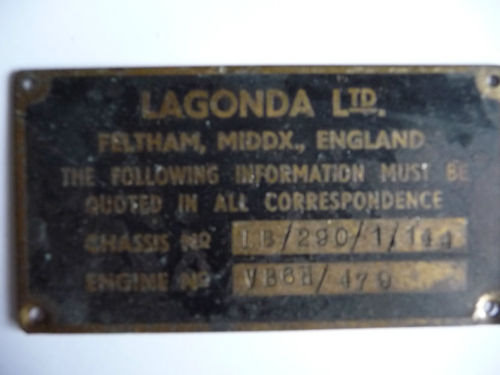 LAGONDA LTD.
FELTHAM, MIDDX., ENGLAND
THE FOLLOWING INFORMATION MUST BE
QUOTED IN ALL CORRESPONDENCE
CHASSIS NO LB/290/1/144
ENGINE NO VB6H/479